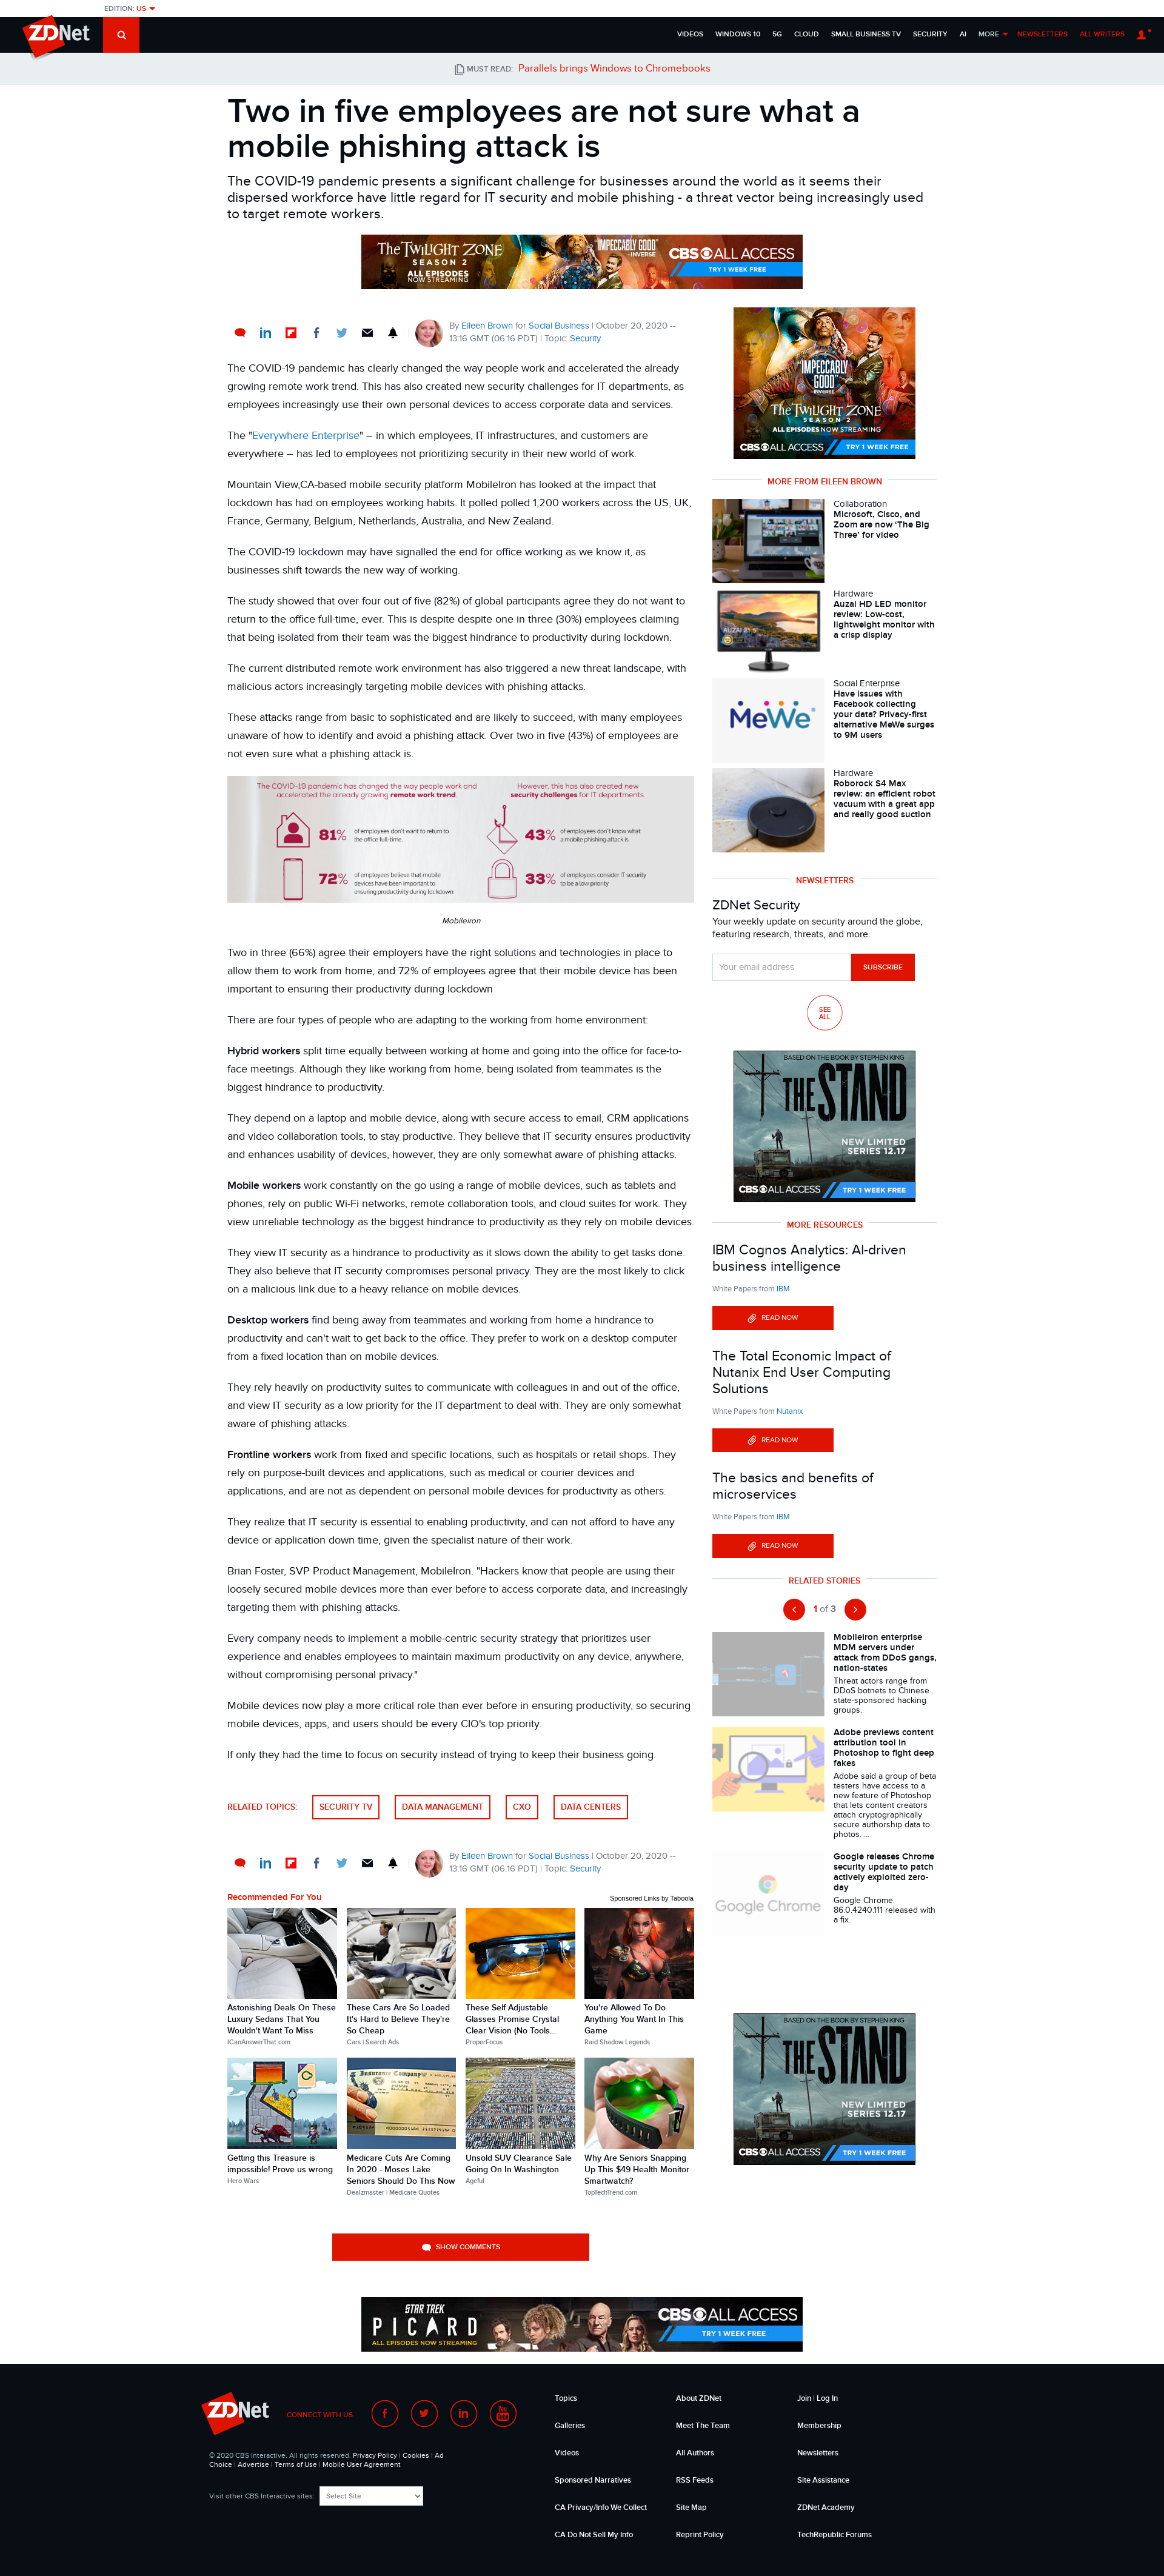 EDITION: US
ZDNet
VIDEOS WINDOWS 10 5G CLOUD SMALL BUSINESS TV SECURITY AI MORE NEWSLETTERS ALL WRITERS
MUST READ: Parallels brings Windows to Chromebooks
Two in five employees are not sure what a
mobile phishing attack is
The COVID-19 pandemic presents a significant challenge for businesses around the world as it seems their
dispersed workforce have little regard for IT security and mobile phishing - a threat vector being increasingly used
to target remote workers.
THE TWILIGHT ZONE
SEASON 2
ALL EPISODES
NOW STREAMING
"IMPECCABLY GOOD"
-INVERSE
CBS ALL ACCESS
TRY 1 WEEK FREE
By Eileen Brown for Social Business | October 20, 2020 --
13:16 GMT (06:16 PDT) | Topic: Security
The COVID-19 pandemic has clearly changed the way people work and accelerated the already
growing remote work trend. This has also created new security challenges for IT departments, as
employees increasingly use their own personal devices to access corporate data and services.
The "Everywhere Enterprise" – in which employees, IT infrastructures, and customers are
everywhere – has led to employees not prioritizing security in their new world of work.
Mountain View,CA-based mobile security platform MobileIron has looked at the impact that
lockdown has had on employees working habits. It polled polled 1,200 workers across the US, UK,
France, Germany, Belgium, Netherlands, Australia, and New Zealand.
The COVID-19 lockdown may have signalled the end for office working as we know it, as
businesses shift towards the new way of working.
The study showed that over four out of five (82%) of global participants agree they do not want to
return to the office full-time, ever. This is despite despite one in three (30%) employees claiming
that being isolated from their team was the biggest hindrance to productivity during lockdown.
The current distributed remote work environment has also triggered a new threat landscape, with
malicious actors increasingly targeting mobile devices with phishing attacks.
These attacks range from basic to sophisticated and are likely to succeed, with many employees
unaware of how to identify and avoid a phishing attack. Over two in five (43%) of employees are
not even sure what a phishing attack is.
The COVID-19 pandemic has changed the way people work and
accelerated the already growing remote work trend.
However, this has also created new
security challenges for IT departments.
81% of employees don't want to return to
the office full-time.
43% of employees don't know what
a mobile phishing attack is
72% of employees believe that mobile
devices have been important to
ensuring productivity during lockdown
33% of employees consider IT security
to be a low priority
Mobileiron
Two in three (66%) agree their employers have the right solutions and technologies in place to
allow them to work from home, and 72% of employees agree that their mobile device has been
important to ensuring their productivity during lockdown
There are four types of people who are adapting to the working from home environment:
Hybrid workers split time equally between working at home and going into the office for face-to-
face meetings. Although they like working from home, being isolated from teammates is the
biggest hindrance to productivity.
They depend on a laptop and mobile device, along with secure access to email, CRM applications
and video collaboration tools, to stay productive. They believe that IT security ensures productivity
and enhances usability of devices, however, they are only somewhat aware of phishing attacks.
Mobile workers work constantly on the go using a range of mobile devices, such as tablets and
phones, rely on public Wi-Fi networks, remote collaboration tools, and cloud suites for work. They
view unreliable technology as the biggest hindrance to productivity as they rely on mobile devices.
They view IT security as a hindrance to productivity as it slows down the ability to get tasks done.
They also believe that IT security compromises personal privacy. They are the most likely to click
on a malicious link due to a heavy reliance on mobile devices.
Desktop workers find being away from teammates and working from home a hindrance to
productivity and can't wait to get back to the office. They prefer to work on a desktop computer
from a fixed location than on mobile devices.
They rely heavily on productivity suites to communicate with colleagues in and out of the office,
and view IT security as a low priority for the IT department to deal with. They are only somewhat
aware of phishing attacks.
Frontline workers work from fixed and specific locations, such as hospitals or retail shops. They
rely on purpose-built devices and applications, such as medical or courier devices and
applications, and are not as dependent on personal mobile devices for productivity as others.
They realize that IT security is essential to enabling productivity, and can not afford to have any
device or application down time, given the specialist nature of their work.
Brian Foster, SVP Product Management, MobileIron. "Hackers know that people are using their
loosely secured mobile devices more than ever before to access corporate data, and increasingly
targeting them with phishing attacks.
Every company needs to implement a mobile-centric security strategy that prioritizes user
experience and enables employees to maintain maximum productivity on any device, anywhere,
without compromising personal privacy."
Mobile devices now play a more critical role than ever before in ensuring productivity, so securing
mobile devices, apps, and users should be every CIO's top priority.
If only they had the time to focus on security instead of trying to keep their business going.
RELATED TOPICS: SECURITY TV DATA MANAGEMENT CXO DATA CENTERS
By Eileen Brown for Social Business | October 20, 2020 --
13:16 GMT (06:16 PDT) | Topic: Security
Recommended For You
Sponsored Links by Taboola
Astonishing Deals On These
Luxury Sedans That You
Wouldn't Want To Miss
ICanAnswerThat.com
These Cars Are So Loaded
It's Hard to Believe They're
So Cheap
Cars | Search Ads
These Self Adjustable
Glasses Promise Crystal
Clear Vision (No Tools...
ProperFocus
You're Allowed To Do
Anything You Want In This
Game
Raid Shadow Legends
Insurance Company
Getting this Treasure is
impossible! Prove us wrong
Hero Wars
Medicare Cuts Are Coming
In 2020 - Moses Lake
Seniors Should Do This Now
Dealzmaster | Medicare Quotes
Unsold SUV Clearance Sale
Going On In Washington
Ageful
Why Are Seniors Snapping
Up This $49 Health Monitor
Smartwatch?
TopTechTrend.com
SHOW COMMENTS
"IMPECCABLY
GOOD"
INVERSE
THE TWILIGHT ZONE
SEASON 2
ALL EPISODES NOW STREAMING
CBS ALL ACCESS TRY 1 WEEK FREE
MORE FROM EILEEN BROWN
Collaboration
Microsoft, Cisco, and
Zoom are now 'The Big
Three' for video
AUZAI 21.5"
Hardware
Auzai HD LED monitor
review: Low-cost,
lightweight monitor with
a crisp display
MeWe
Social Enterprise
Have issues with
Facebook collecting
your data? Privacy-first
alternative MeWe surges
to 9M users
Hardware
Roborock S4 Max
review: an efficient robot
vacuum with a great app
and really good suction
NEWSLETTERS
ZDNet Security
Your weekly update on security around the globe,
featuring research, threats, and more.
Your email address
SUBSCRIBE
SEE
ALL
BASED ON THE BOOK BY STEPHEN KING
THE STAND
NEW LIMITED
SERIES 12.17
CBS ALL ACCESS TRY 1 WEEK FREE
MORE RESOURCES
IBM Cognos Analytics: AI-driven
business intelligence
White Papers from IBM
READ NOW
The Total Economic Impact of
Nutanix End User Computing
Solutions
White Papers from Nutanix
READ NOW
The basics and benefits of
microservices
White Papers from IBM
READ NOW
RELATED STORIES
1 of 3
MobileIron enterprise
MDM servers under
attack from DDoS gangs,
nation-states
Threat actors range from
DDoS botnets to Chinese
state-sponsored hacking
groups.
Adobe previews content
attribution tool in
Photoshop to fight deep
fakes
Adobe said a group of beta
testers have access to a
new feature of Photoshop
that lets content creators
attach cryptographically
secure authorship data to
photos. ...
Google Chrome
Google releases Chrome
security update to patch
actively exploited zero-
day
Google Chrome
86.0.4240.111 released with
a fix.
BASED ON THE BOOK BY STEPHEN KING
THE STAND
NEW LIMITED
SERIES 12.17
CBS ALL ACCESS TRY 1 WEEK FREE
STAR TREK
PICARD
ALL EPISODES NOW STREAMING
CBS ALL ACCESS
TRY 1 WEEK FREE
ZDNet
CONNECT WITH US
You
Tube
© 2020 CBS Interactive. All rights reserved. Privacy Policy | Cookies | Ad
Choice | Advertise | Terms of Use | Mobile User Agreement
Visit other CBS Interactive sites: Select Site
Topics
Galleries
Videos
Sponsored Narratives
CA Privacy/Info We Collect
CA Do Not Sell My Info
About ZDNet
Meet The Team
All Authors
RSS Feeds
Site Map
Reprint Policy
Join | Log In
Membership
Newsletters
Site Assistance
ZDNet Academy
TechRepublic Forums